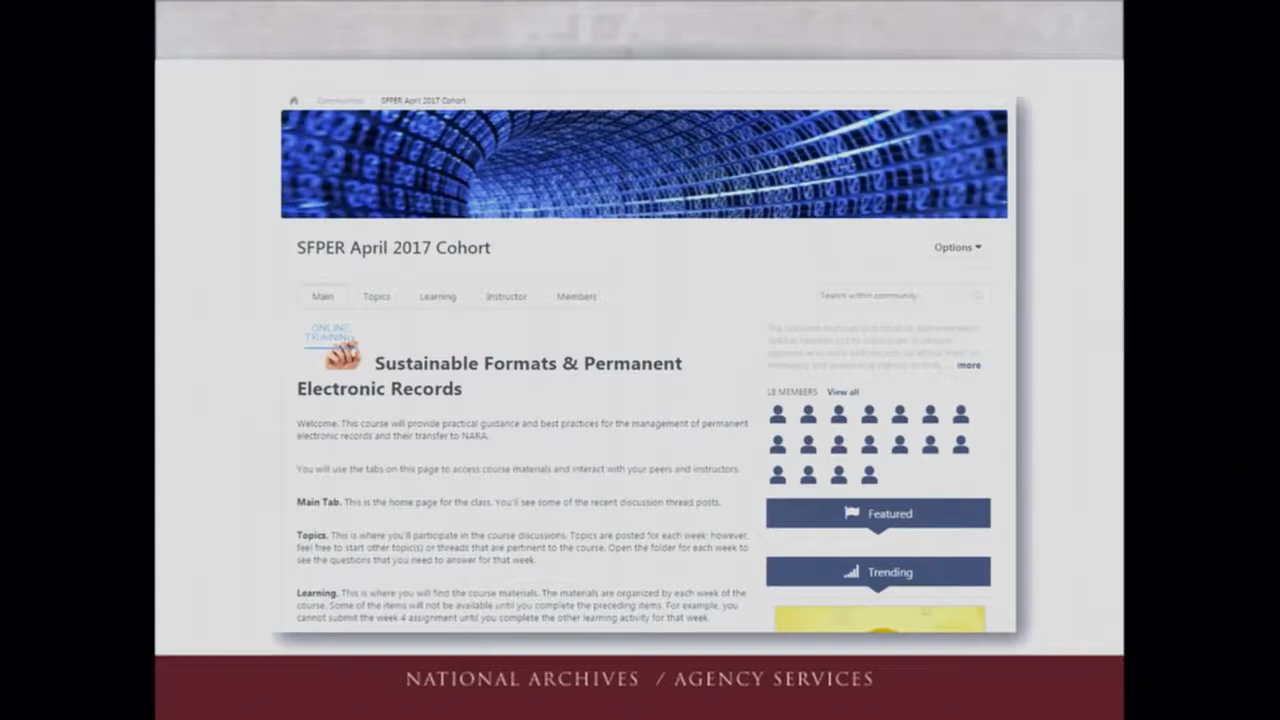 Communities SFPER April 2017 Cohort
SFPER April 2017 Cohort
Options
Main Topics Learning Instructor Members
Search within community
ONLINE
TRAINING
Sustainable Formats & Permanent
Electronic Records
more
MEMBERS View all
Welcome. This course will provide practical guidance and best practices for the management of permanent
electronic records and their transfer to NARA.
You will use the tabs on this page to access course materials and interact with your peers and instructors.
Main Tab. This is the home page for the class. You'll see some of the recent discussion thread posts.
Topics. This is where you'll participate in the course discussions. Topics are posted for each week; however,
feel free to start other topic(s) or threads that are pertinent to the course. Open the folder for each week to
see the questions that you need to answer for that week.
Learning. This is where you will find the course materials. The materials are organized by each week of the
course. Some of the items will not be available until you complete the preceding items. For example, you
cannot submit the week 4 assignment until you complete the other learning activity for that week.
Featured
Trending
NATIONAL ARCHIVES / AGENCY SERVICES